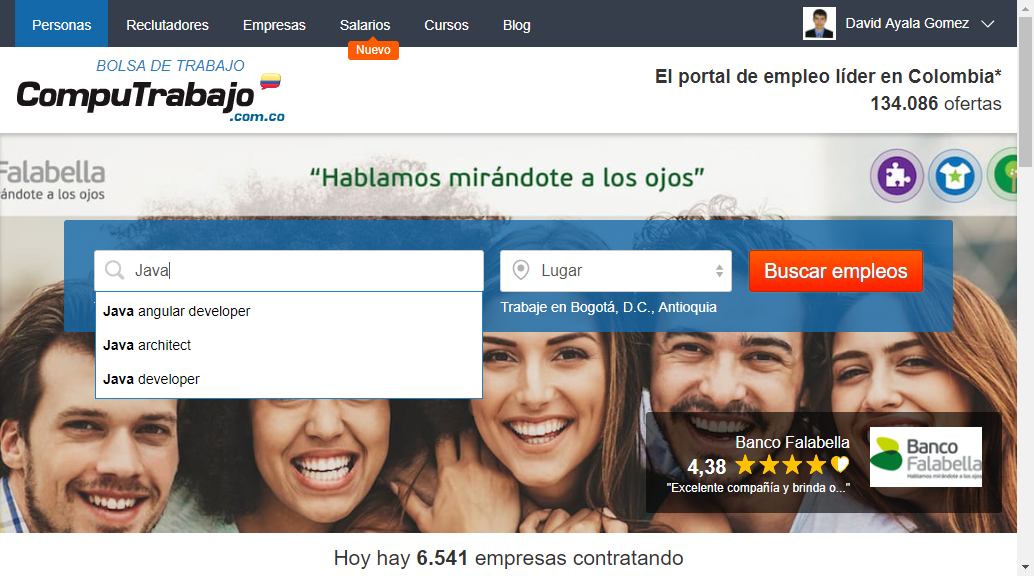 Personas Reclutadores Empresas Salarios Cursos Blog David Ayala Gomez
Nuevo
BOLSA DE TRABAJO
CompuTrabajo
.com.co
El portal de empleo líder en Colombia*
134.086 ofertas
Falabella
rándote a los ojos
“Hablamos mirándote a los ojos”
Java Lugar Buscar empleos
Trabaje en Bogotá, D.C., Antioquia
Java angular developer
Java architect
Java developer
Banco Falabella
4,38
"Excelente compañía y brinda o..."
Banco
Falabella
Hablamos mirándote a los ojos
Hoy hay 6.541 empresas contratando